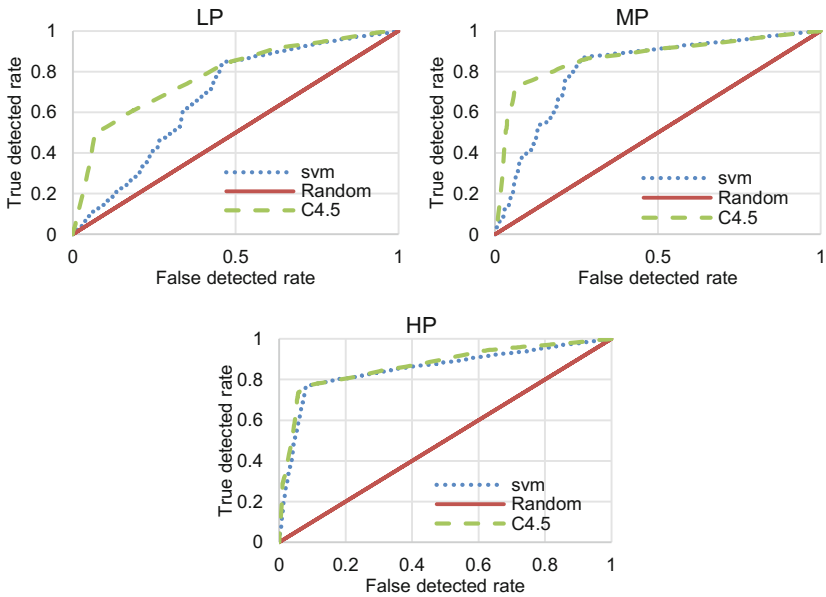 LP
True detected rate
1
0.8
0.6
0.4
0.2
0
svm
Random
C4.5
0
0.5
1
False detected rate
MP
True detected rate
1
0.8
0.6
0.4
0.2
0
svm
Random
C4.5
0
0.5
1
False detected rate
HP
True detected rate
1
0.8
0.6
0.4
0.2
0
svm
Random
C4.5
0
0.2
0.4
0.6
0.8
1
False detected rate